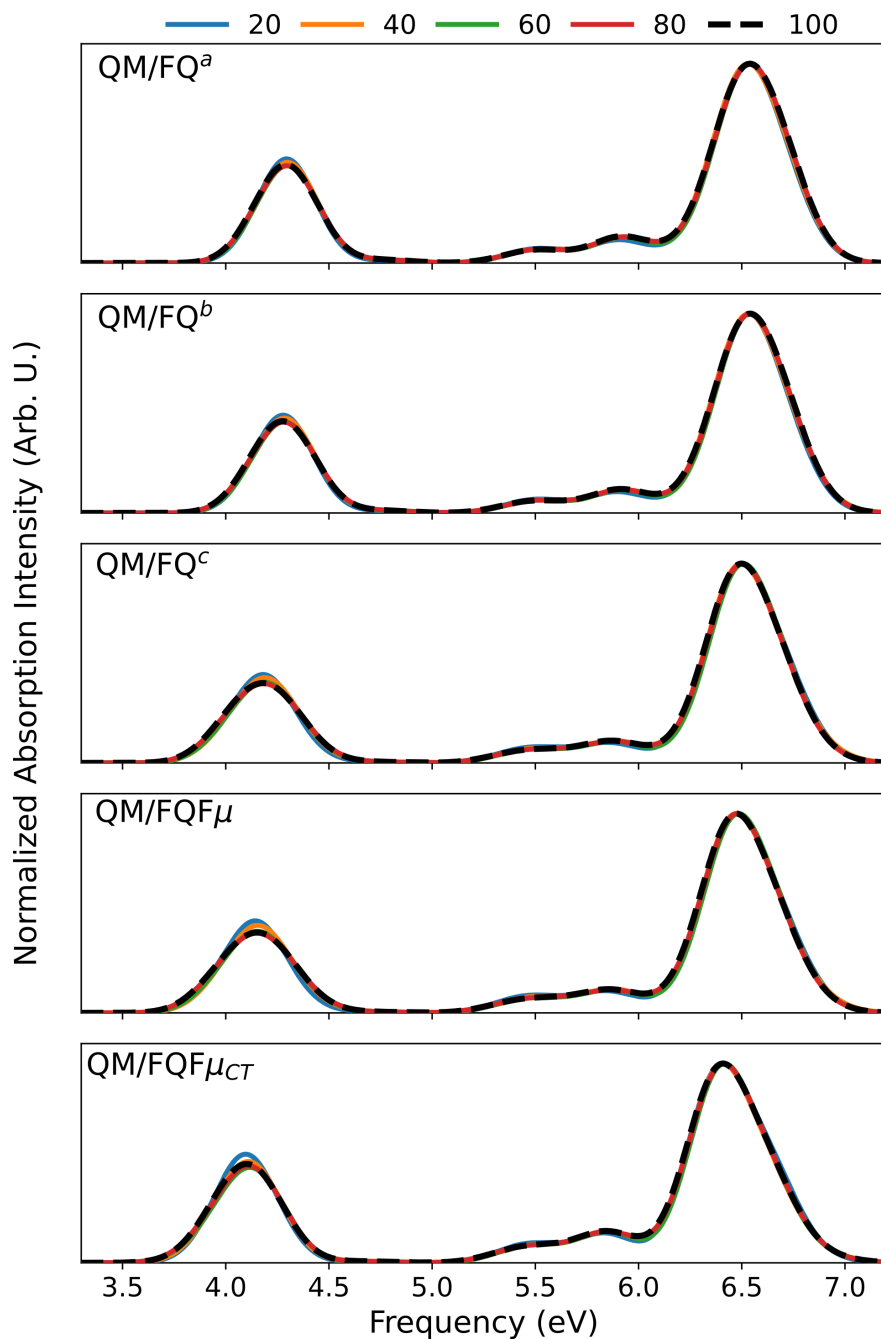 20 40 60 80 100
QM/FQ^a
QM/FQ^b
QM/FQ^c
QM/FQFμ
QM/FQFμ_CT
Normalized Absorption Intensity (Arb. U.)
3.5 4.0 4.5 5.0 5.5 6.0 6.5 7.0
Frequency (eV)